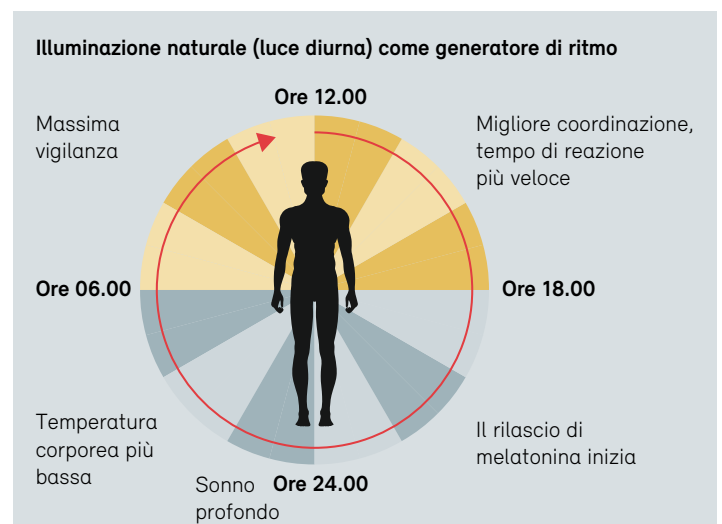 Illuminazione naturale (luce diurna) come generatore di ritmo
Ore 12.00
Massima
vigilanza
Migliore coordinazione,
tempo di reazione
più veloce
Ore 06.00
Ore 18.00
Temperatura
corporea più
bassa
Il rilascio di
melatonina inizia
Sonno
profondo
Ore 24.00